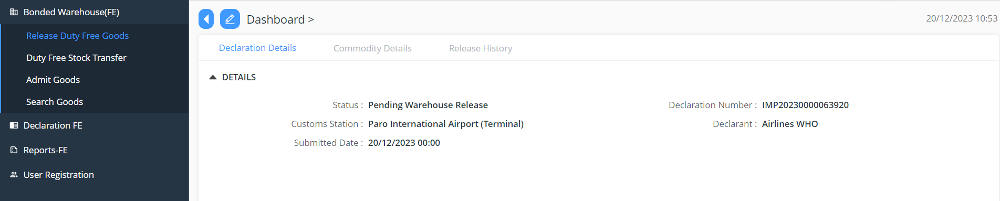 Bonded Warehouse(FE)
Release Duty Free Goods
Duty Free Stock Transfer
Admit Goods
Search Goods
Declaration FE
Reports-FE
User Registration
Dashboard >
20/12/2023 10:53
Declaration Details Commodity Details Release History
DETAILS
Status : Pending Warehouse Release Declaration Number : IMP20230000063920
Customs Station : Paro International Airport (Terminal) Declarant : Airlines WHO
Submitted Date : 20/12/2023 00:00